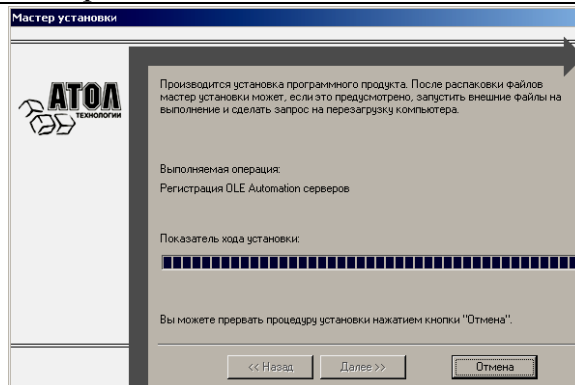 Мастер установки
АТОЛ
ТЕХНОЛОГИИ
Производится установка программного продукта. После распаковки файлов
мастер установки может, если это предусмотрено, запустить внешние файлы на
выполнение и сделать запрос на перезагрузку компьютера.
Выполняемая операция:
Регистрация OLE Automation серверов
Показатель хода установки:
Вы можете прервать процедуру установки нажатием кнопки "Отмена".
<< Назад
Далее >>
Отмена